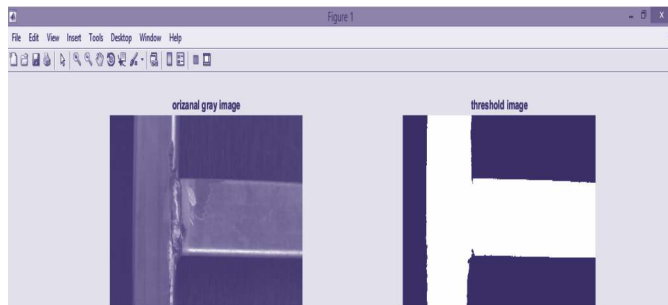 Figure 1
File Edit View Insert Tools Desktop Window Help
orizanal gray image
threshold image